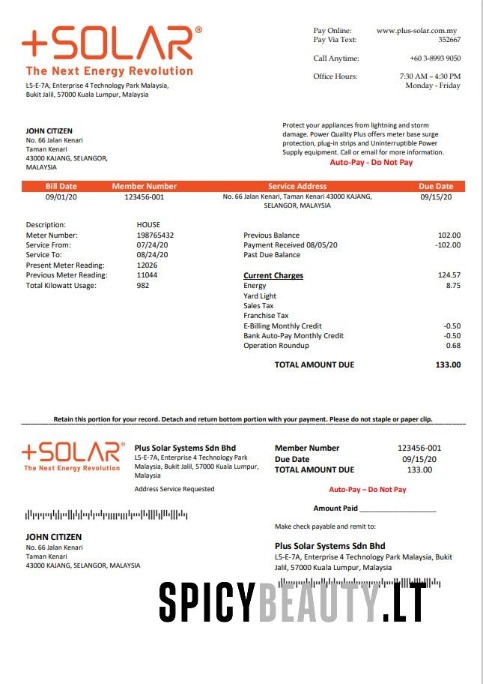 +SOLAR®
The Next Energy Revolution
L5-E-7A, Enterprise 4 Technology Park Malaysia,
Bukit Jalil, 57000 Kuala Lumpur, Malaysia
Pay Online: www.plus-solar.com.my
Pay Via Text: 352667
Call Anytime: +60 3-8993 9050
Office Hours: 7:30 AM – 4:30 PM
Monday - Friday
JOHN CITIZEN
No. 66 Jalan Kenari
Taman Kenari
43000 KAJANG, SELANGOR,
MALAYSIA
Protect your appliances from lightning and storm
damage. Power Quality Plus offers meter base surge
protection, plug-in strips and Uninterruptible Power
Supply equipment. Call or email for more information.
Auto-Pay - Do Not Pay
Bill Date Member Number Service Address Due Date
09/01/20 123456-001 No. 66 Jalan Kenari, Taman Kenari 43000 KAJANG, 09/15/20
SELANGOR, MALAYSIA
Description: HOUSE
Meter Number: 198765432
Service From: 07/24/20
Service To: 08/24/20
Present Meter Reading: 12026
Previous Meter Reading: 11044
Total Kilowatt Usage: 982
Previous Balance 102.00
Payment Received 08/05/20 -102.00
Past Due Balance
Current Charges 124.57
Energy 8.75
Yard Light
Sales Tax
Franchise Tax
E-Billing Monthly Credit -0.50
Bank Auto-Pay Monthly Credit -0.50
Operation Roundup 0.68
TOTAL AMOUNT DUE 133.00
Retain this portion for your record. Detach and return bottom portion with your payment. Please do not staple or paper clip.
+SOLAR®
The Next Energy Revolution
Plus Solar Systems Sdn Bhd
L5-E-7A, Enterprise 4 Technology Park
Malaysia, Bukit Jalil, 57000 Kuala Lumpur,
Malaysia
Address Service Requested
Member Number 123456-001
Due Date 09/15/20
TOTAL AMOUNT DUE 133.00
Auto-Pay – Do Not Pay
Amount Paid
Make check payable and remit to:
JOHN CITIZEN
No. 66 Jalan Kenari
Taman Kenari
43000 KAJANG, SELANGOR, MALAYSIA
Plus Solar Systems Sdn Bhd
L5-E-7A, Enterprise 4 Technology Park Malaysia, Bukit
Jalil, 57000 Kuala Lumpur, Malaysia
SPICYBEAUTY.LT